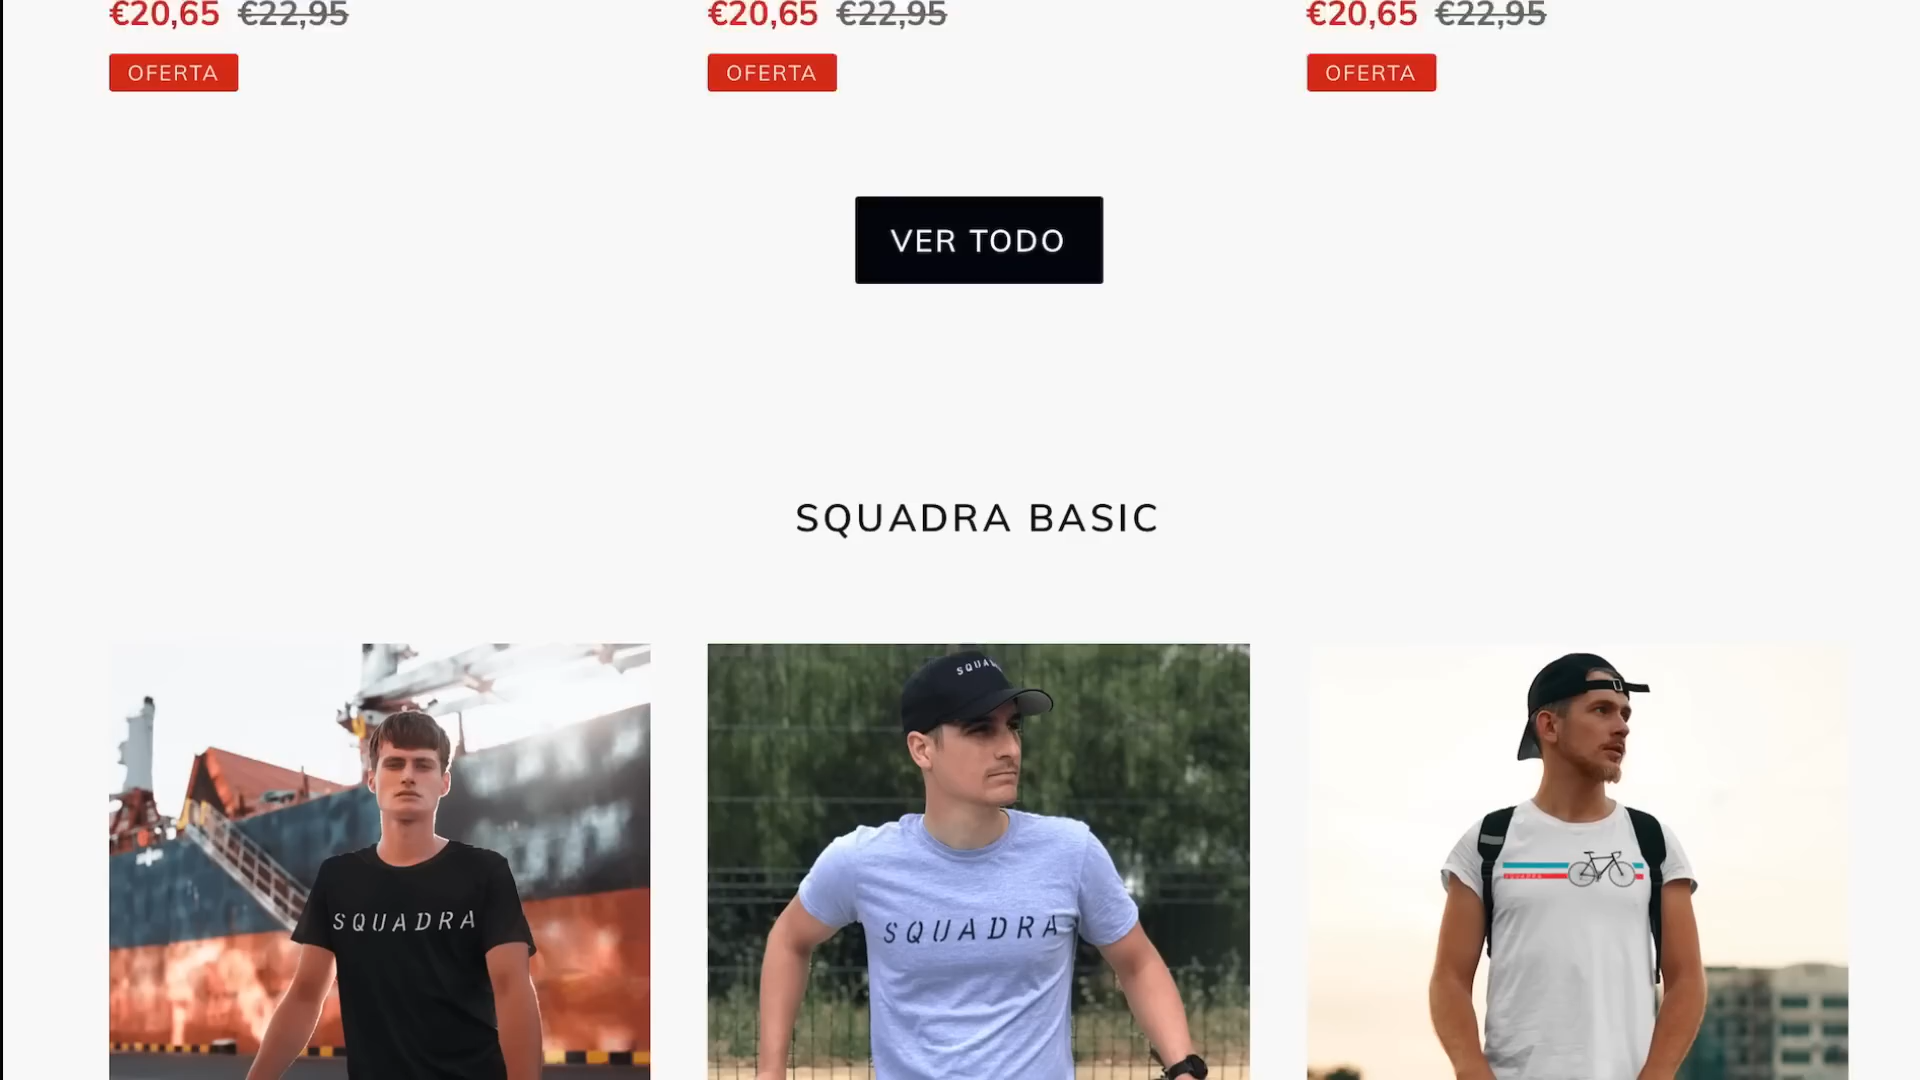 €20,65 €22,95 €20,65 €22,95 €20,65 €22,95
OFERTA OFERTA OFERTA
VER TODO
SQUADRA BASIC
SQUADRA
SQUADRA